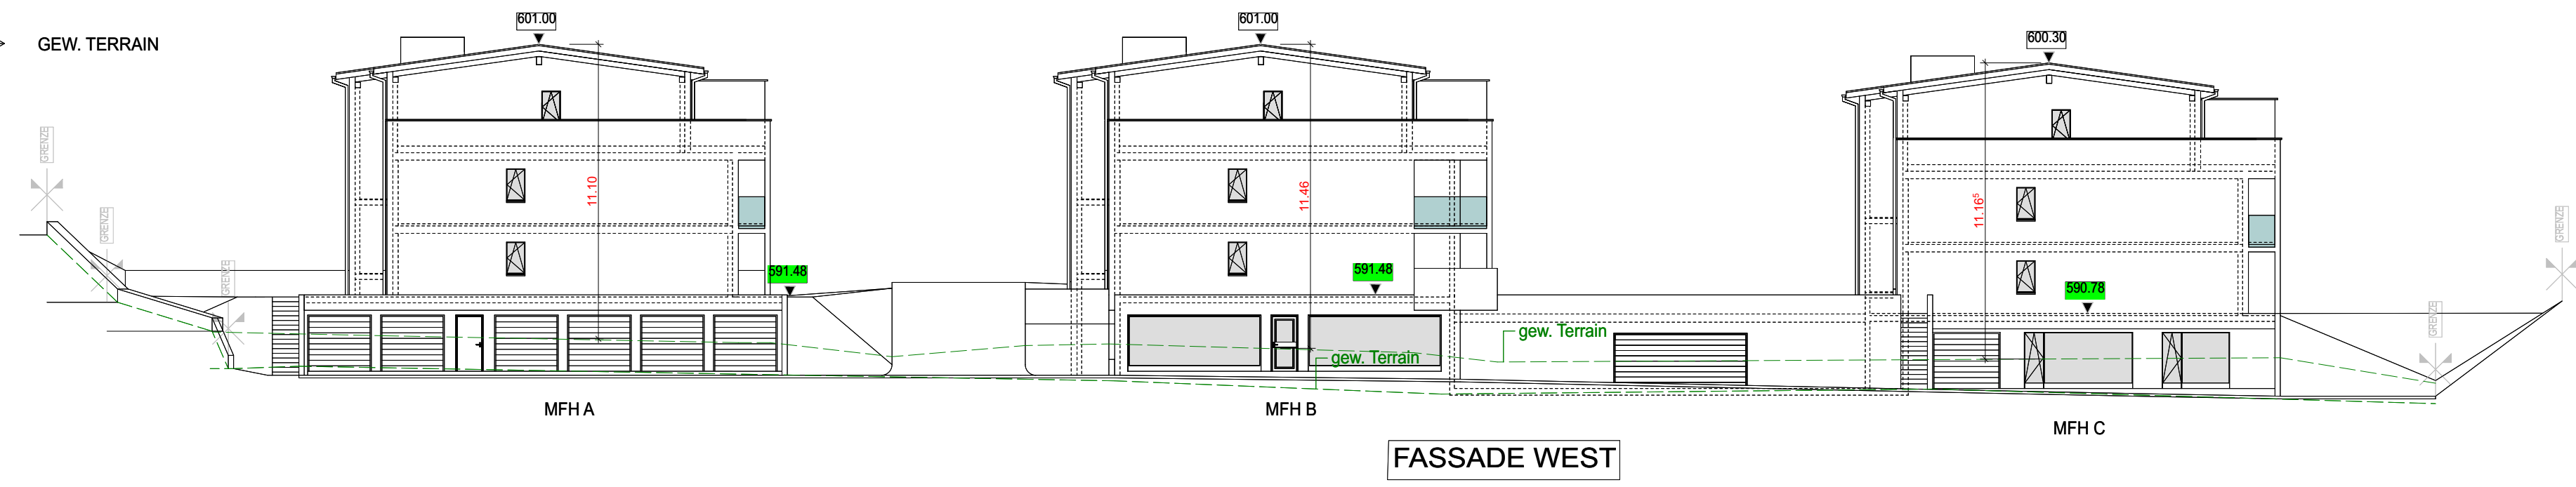 601.00
601.00
600.30
GEW. TERRAIN
GRENZE
GRENZE
GRENZE
11.10
11.46
11.16⁵
GRENZE
GRENZE
591.48
591.48
590.78
gew. Terrain
gew. Terrain
MFH A
MFH B
MFH C
FASSADE WEST